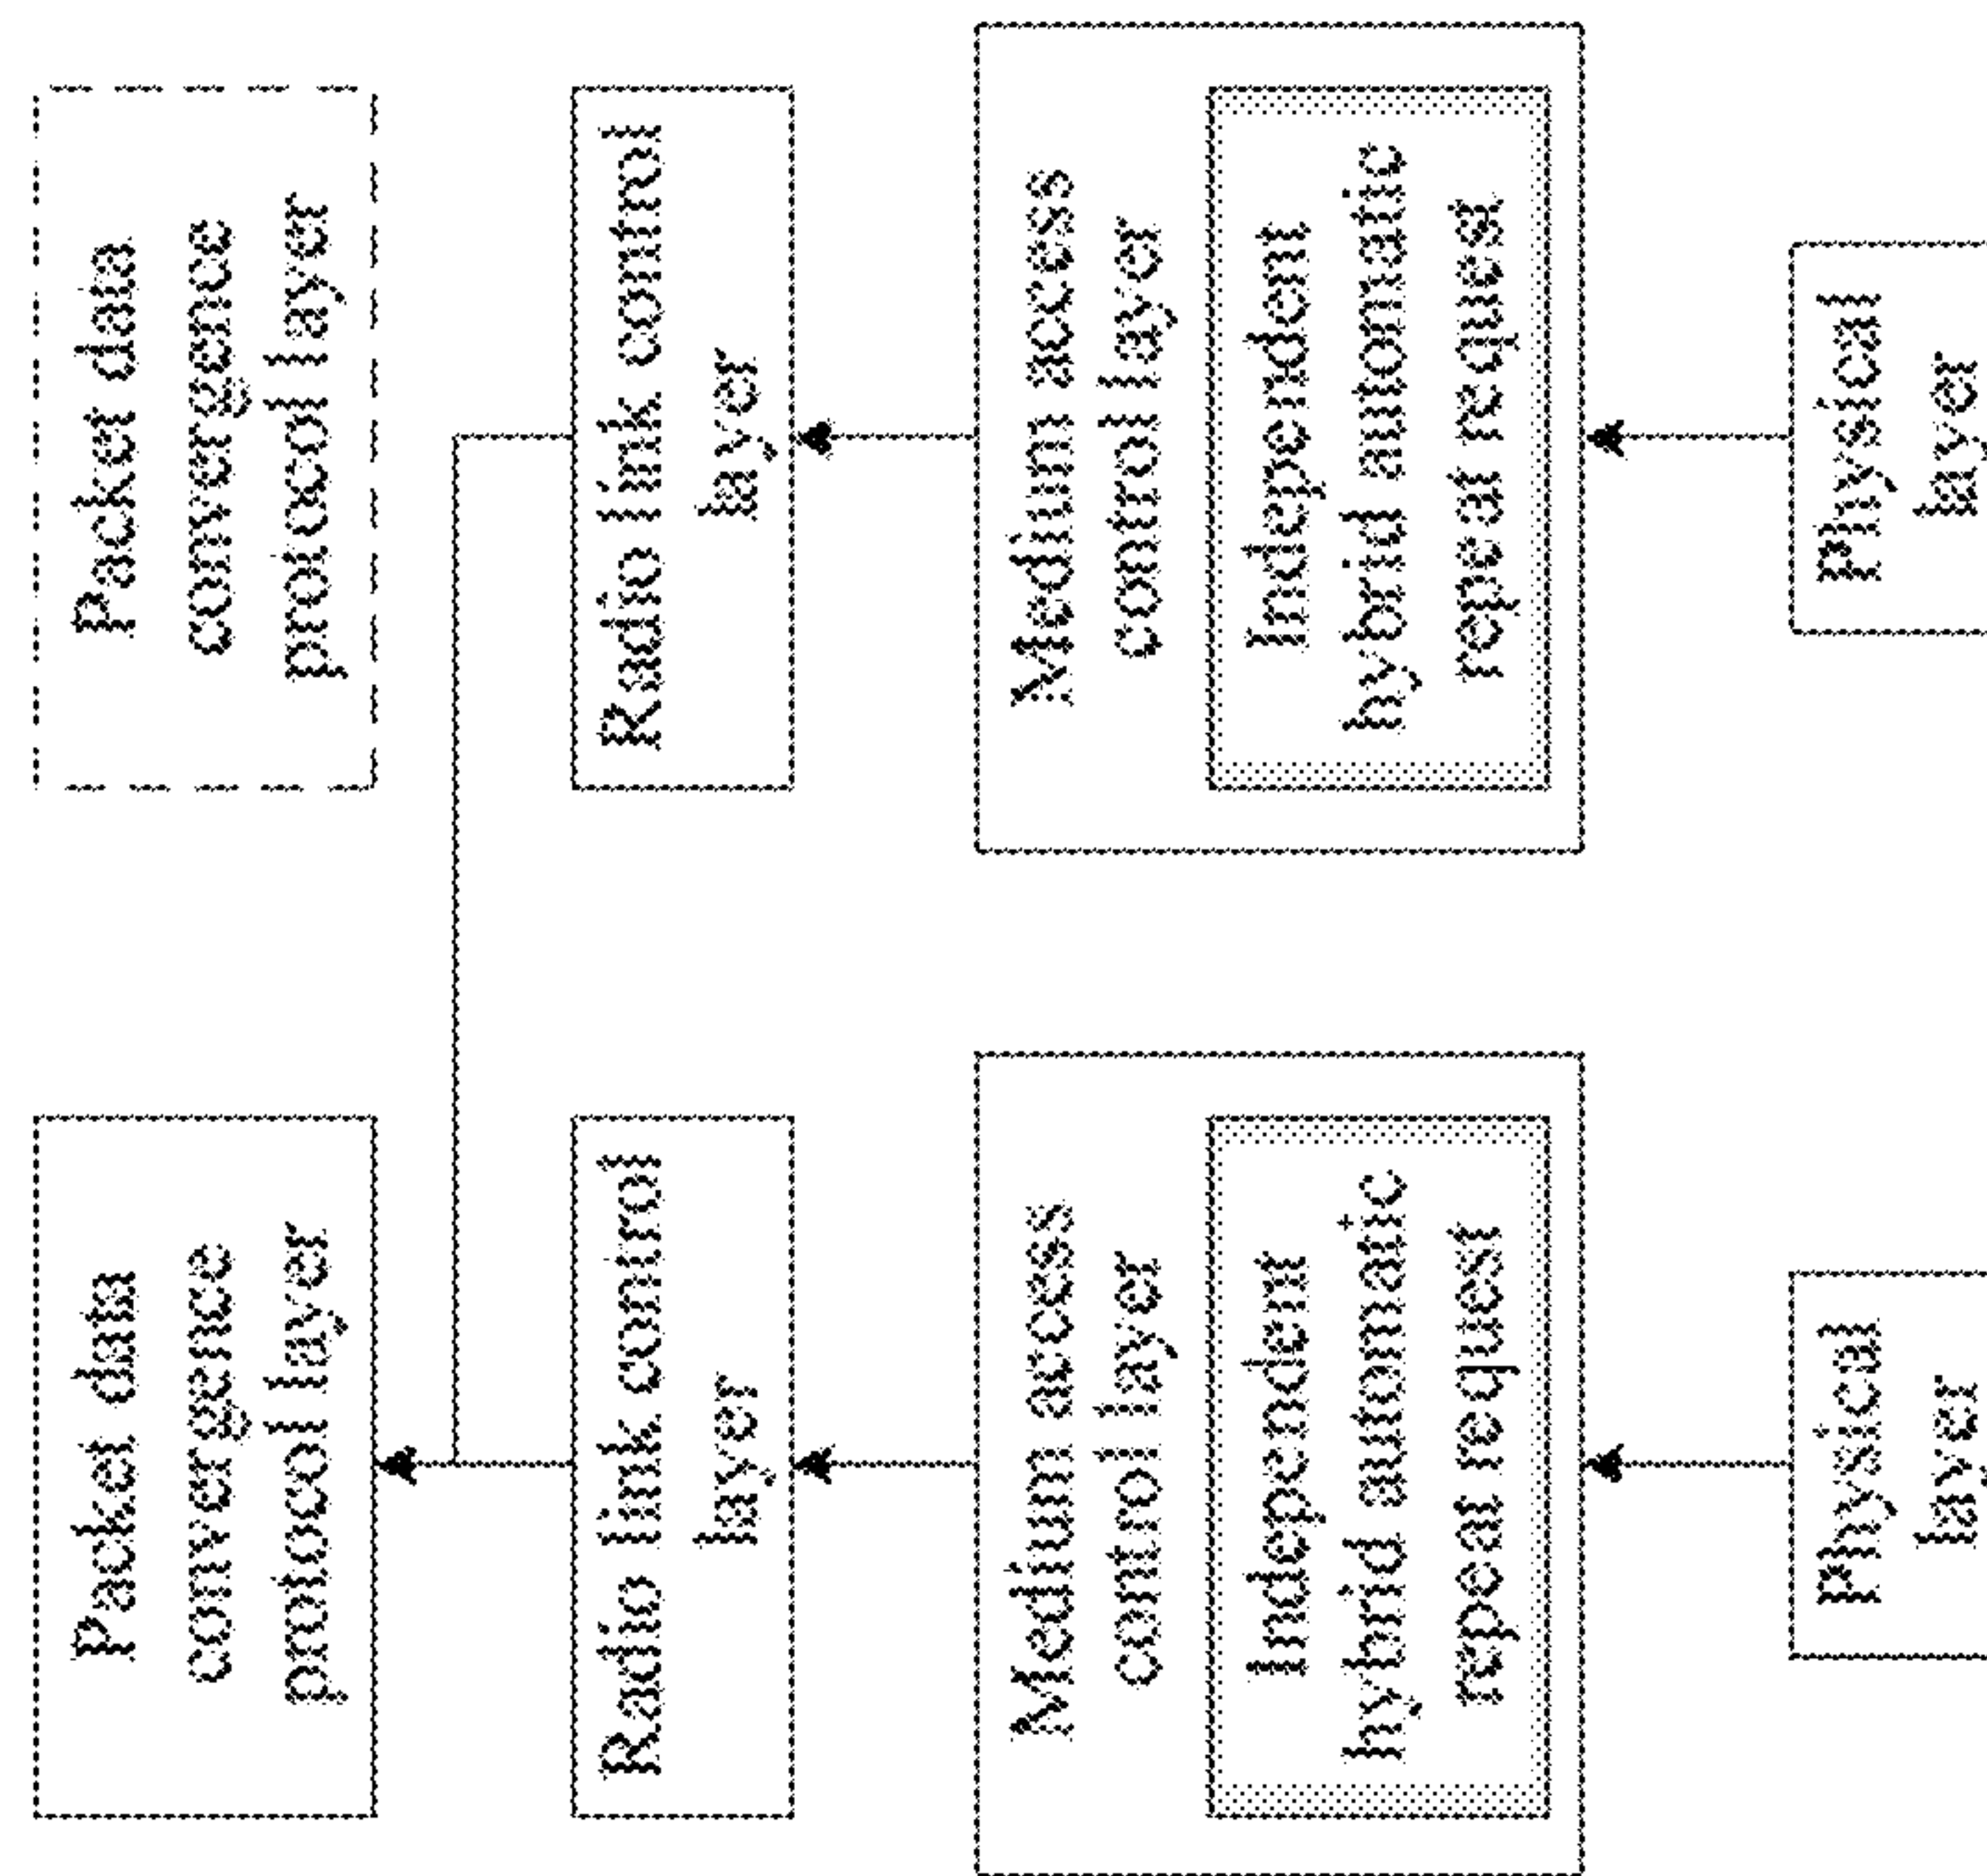 Packet data
convergence
protocol layer
Radio link control
layer
Medium access
control layer
Independent
hybrid automatic
repeat request
Physical
layer
Packet data
convergence
protocol layer
Radio link control
layer
Medium access
control layer
Independent
hybrid automatic
repeat request
Physical
layer